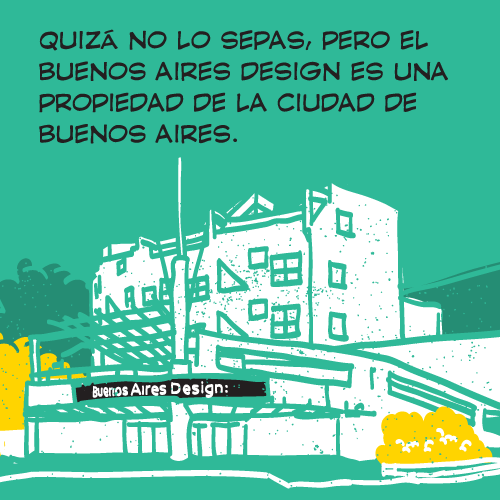 QUIZÁ NO LO SEPAS, PERO EL
BUENOS AIRES DESIGN ES UNA
PROPIEDAD DE LA CIUDAD DE
BUENOS AIRES.
Buenos Aires Design: